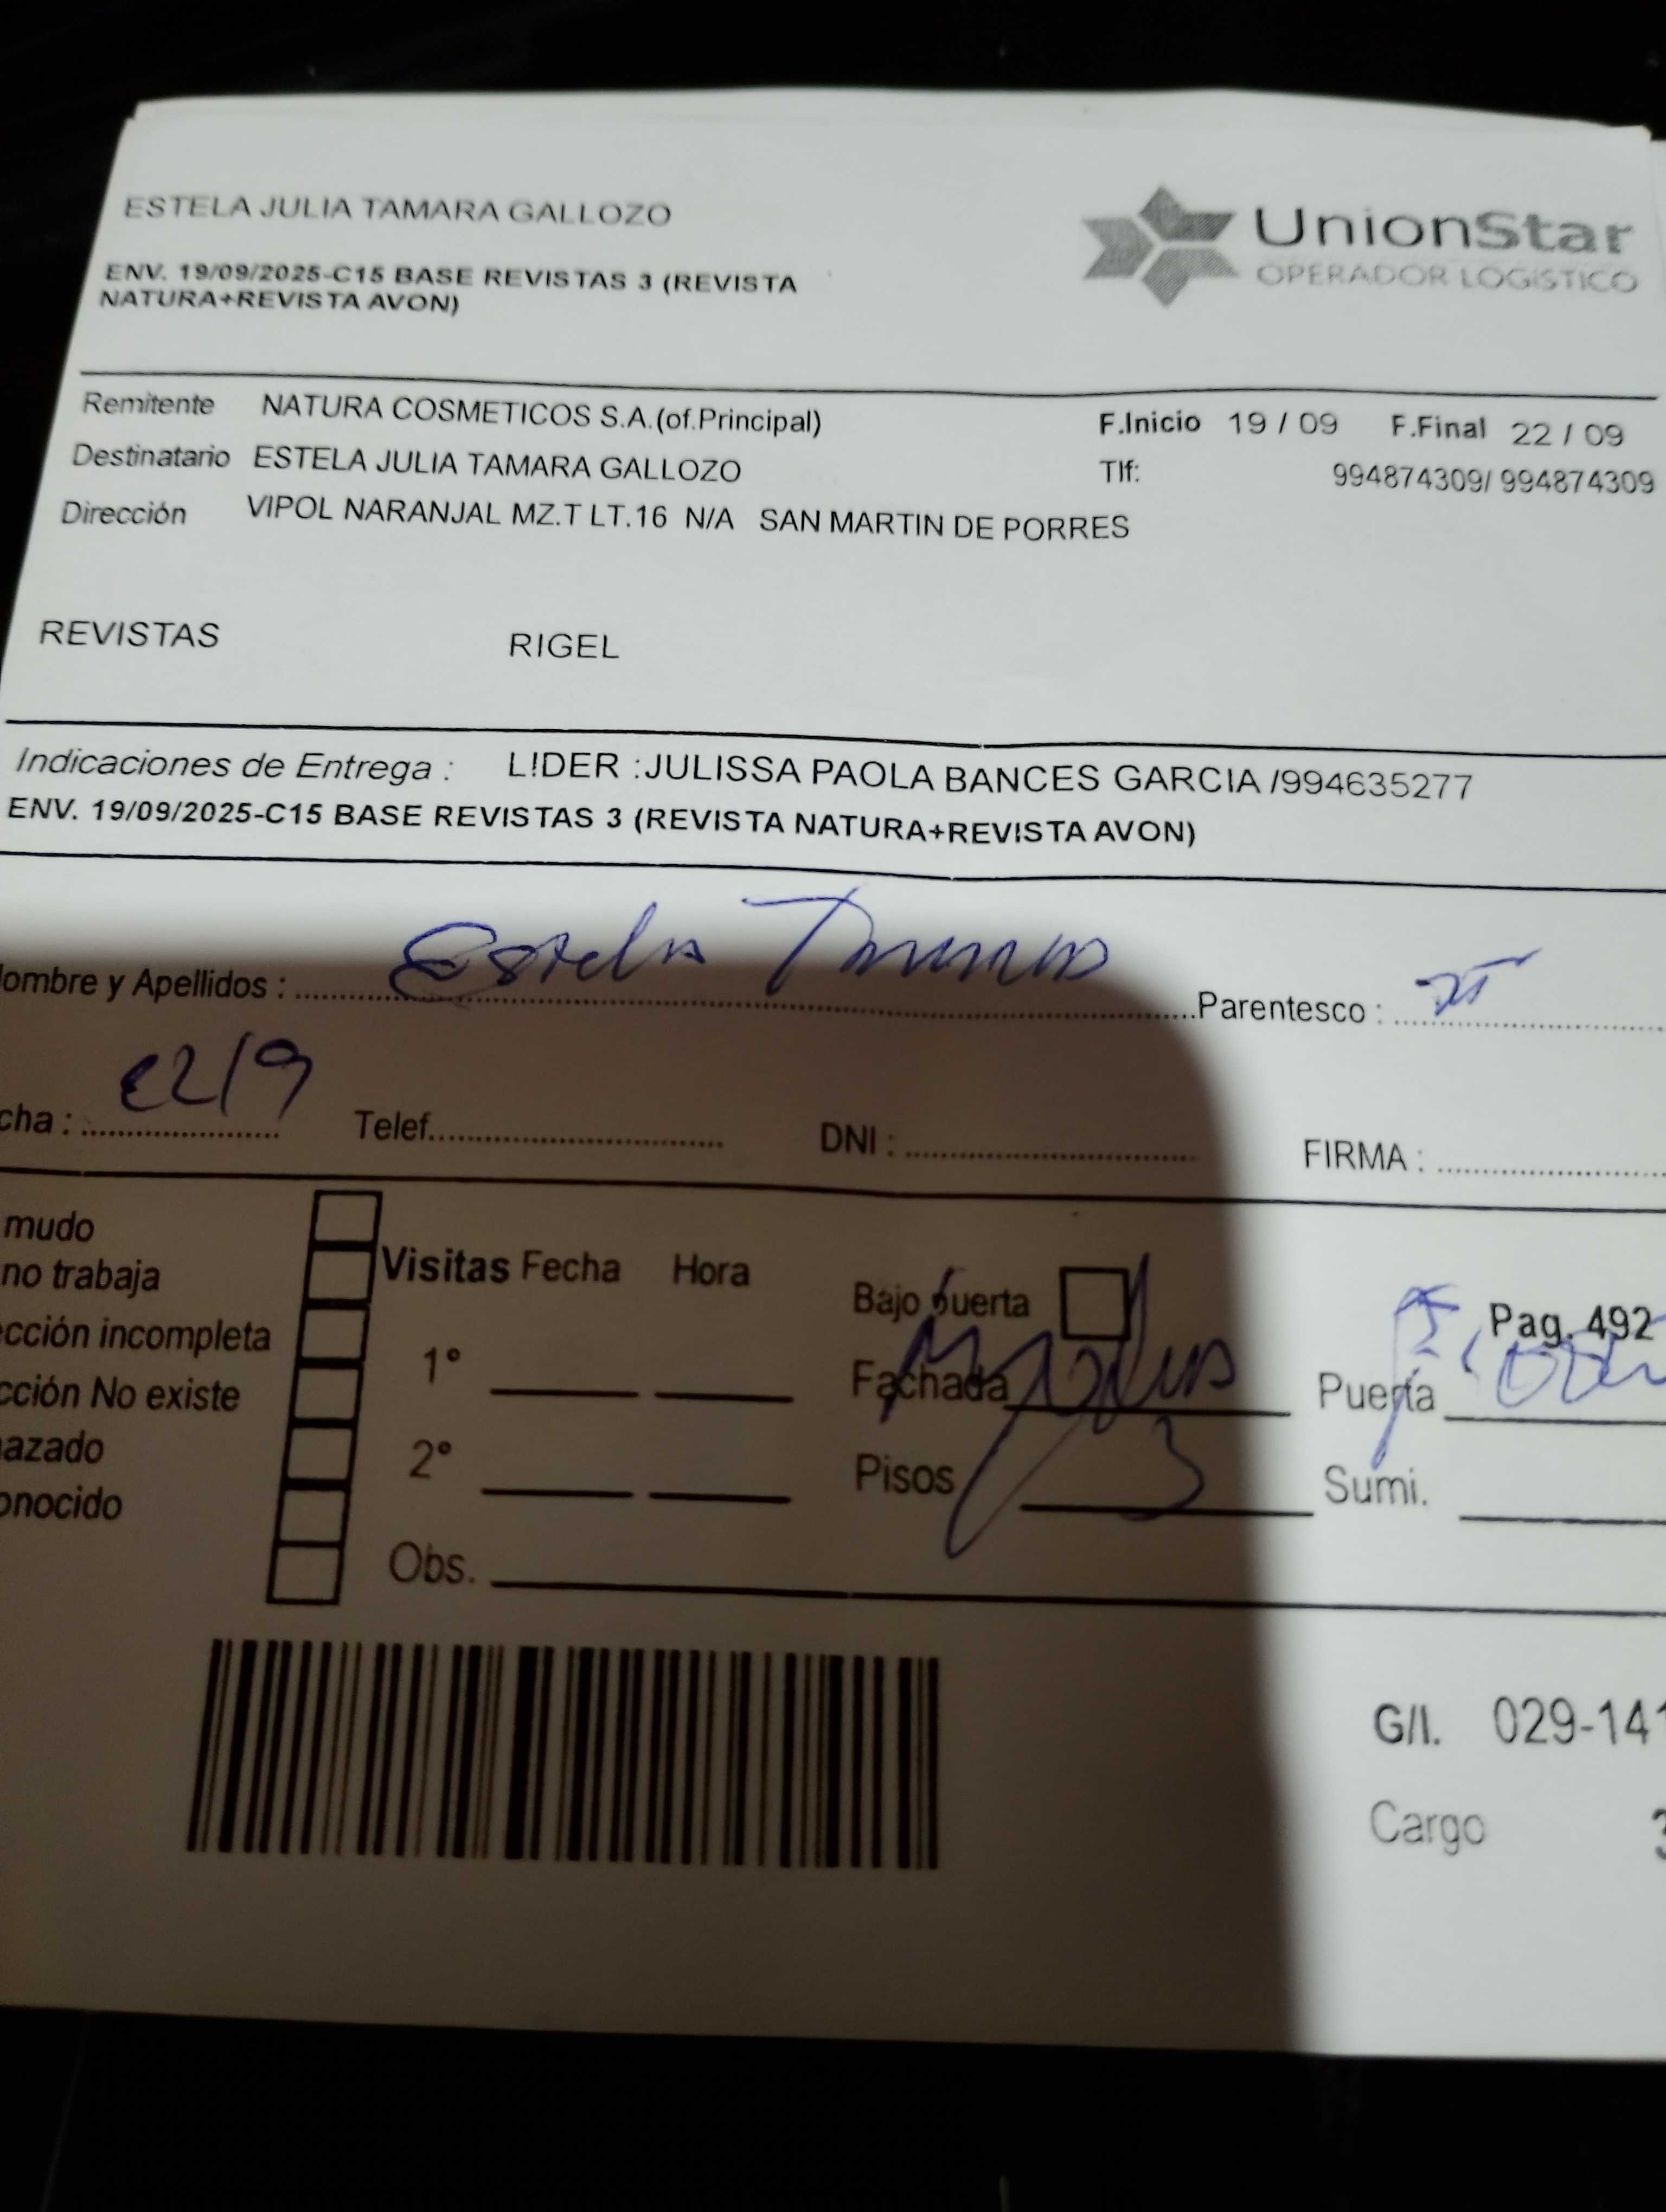 ESTELA JULIA TAMARA GALLOZO
UnionStar
OPERADOR LOGÍSTICO
ENV. 19/09/2025-C15 BASE REVISTAS 3 (REVISTA
NATURA+REVISTA AVON)
Remitente NATURA COSMETICOS S.A.(of.Principal) F.Inicio 19 / 09 F.Final 22 / 09
Destinatario ESTELA JULIA TAMARA GALLOZO Tlf: 994874309/ 994874309
Dirección VIPOL NARANJAL MZ.T LT.16 N/A SAN MARTIN DE PORRES
REVISTAS RIGEL
Indicaciones de Entrega : LIDER :JULISSA PAOLA BANCES GARCIA /994635277
ENV. 19/09/2025-C15 BASE REVISTAS 3 (REVISTA NATURA+REVISTA AVON)
ombre y Apellidos : Estela Tamara Parentesco :
cha : 22/9 Telef. DNI : FIRMA :
mudo
no trabaja
cción incompleta
cción No existe
azado
onocido
Visitas Fecha Hora
1°
2°
Obs.
Bajo puerta Pag. 492
Fachada Puerta
Pisos 3 Sumi.
G/I. 029-141
Cargo 3